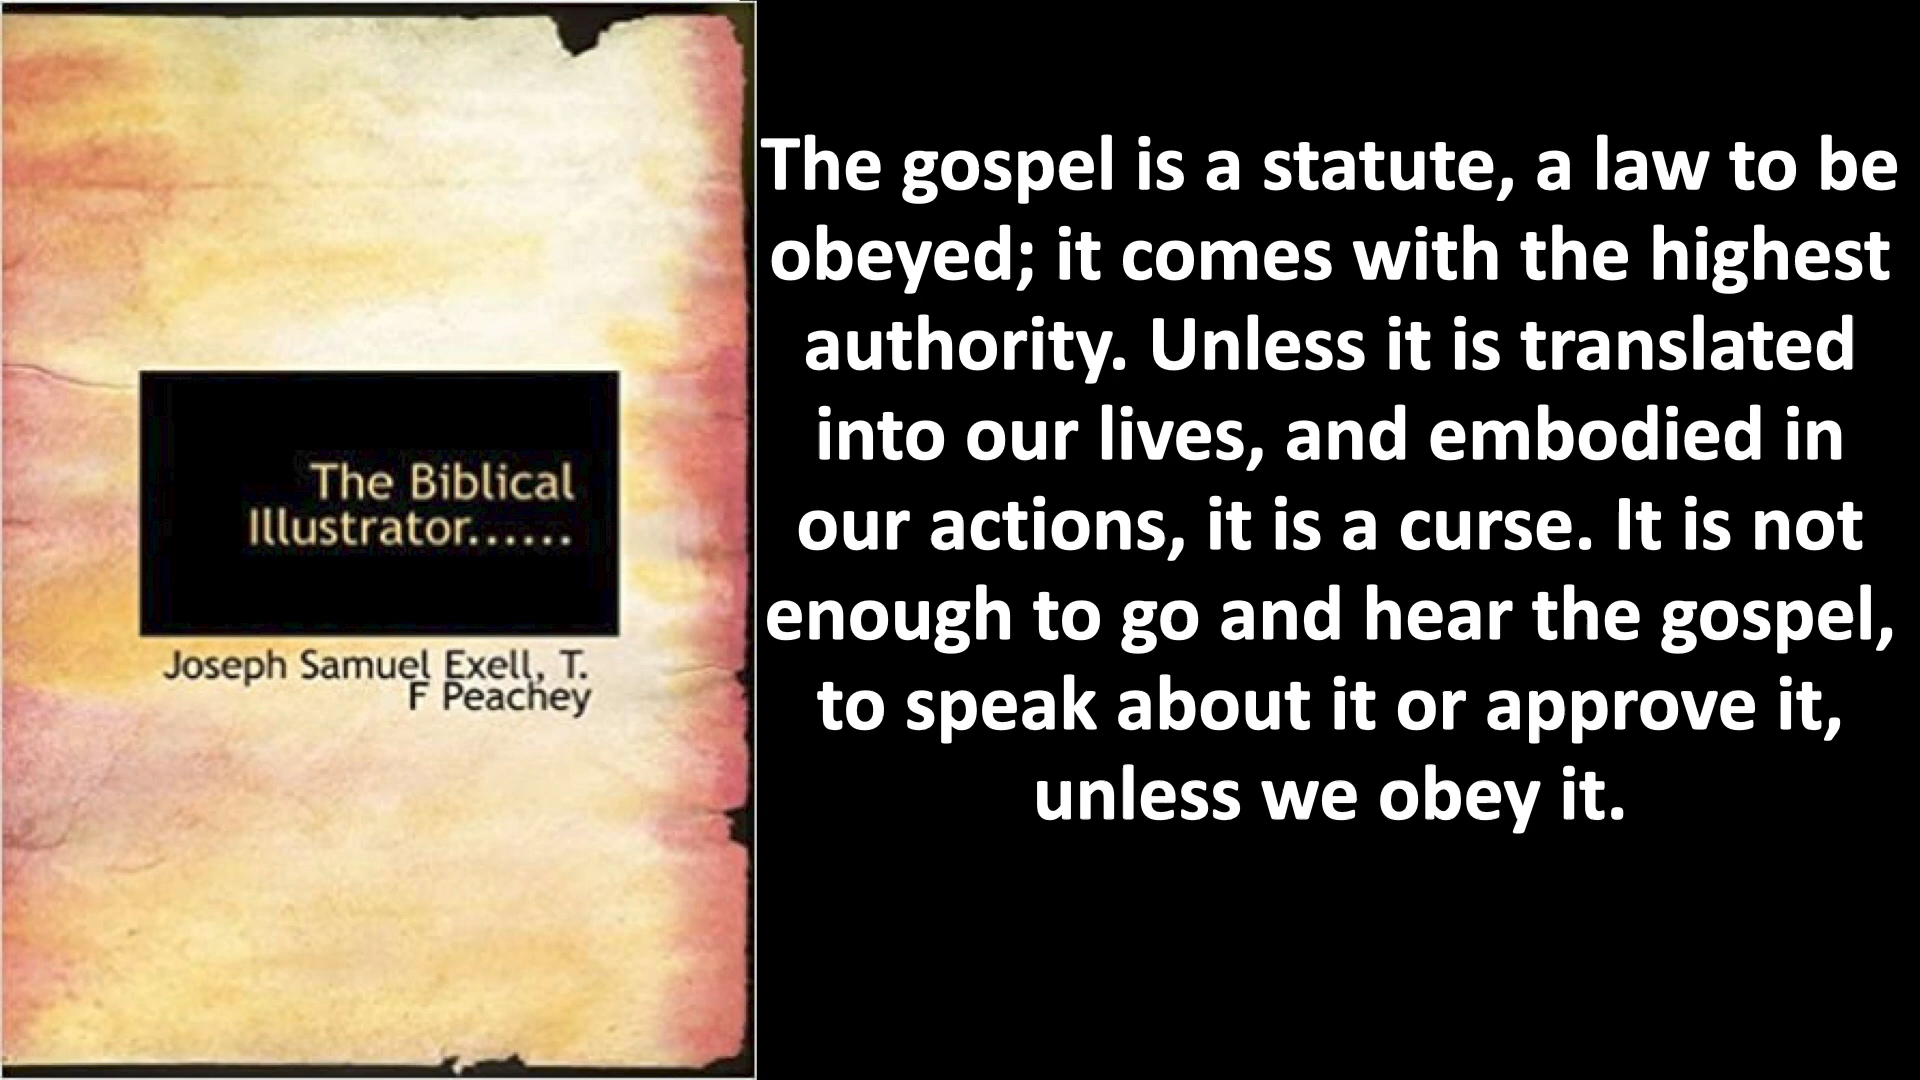 The Biblical
Illustrator......
Joseph Samuel Exell, T.
F Peachey
The gospel is a statute, a law to be
obeyed; it comes with the highest
authority. Unless it is translated
into our lives, and embodied in
our actions, it is a curse. It is not
enough to go and hear the gospel,
to speak about it or approve it,
unless we obey it.